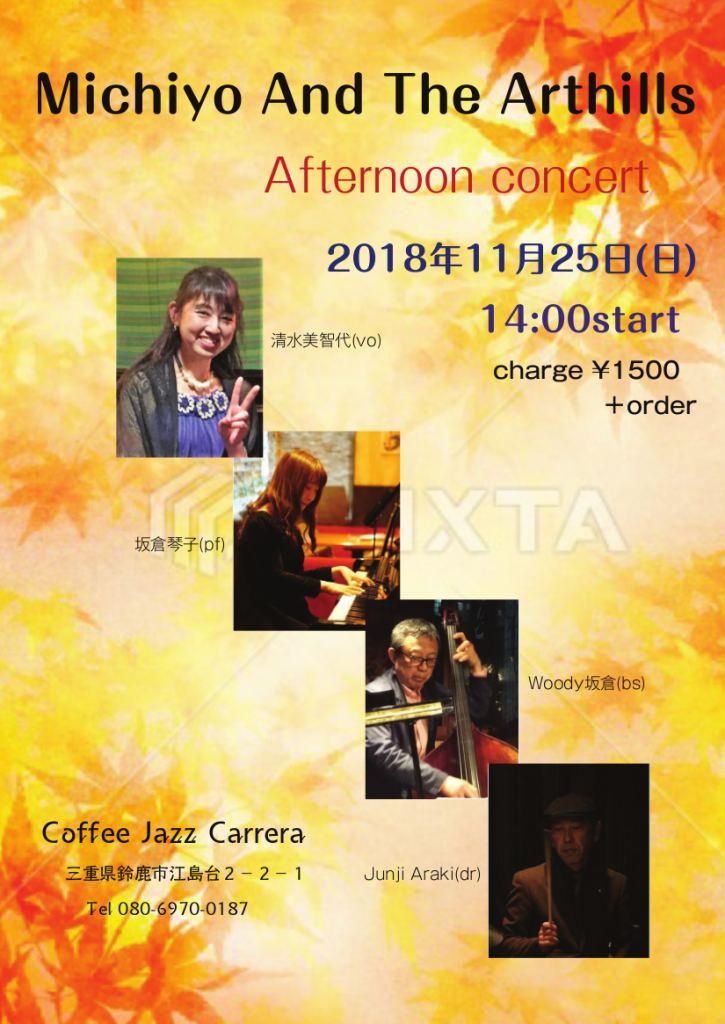 Michiyo And The Arthills
Afternoon concert
2018年11月25日(日)
14:00start
charge ¥1500
+order
清水美智代(vo)
坂倉琴子(pf)
IXTA
Woody坂倉(bs)
Junji Araki(dr)
Coffee Jazz Carrera
三重県鈴鹿市江島台2-2-1
Tel 080-6970-0187